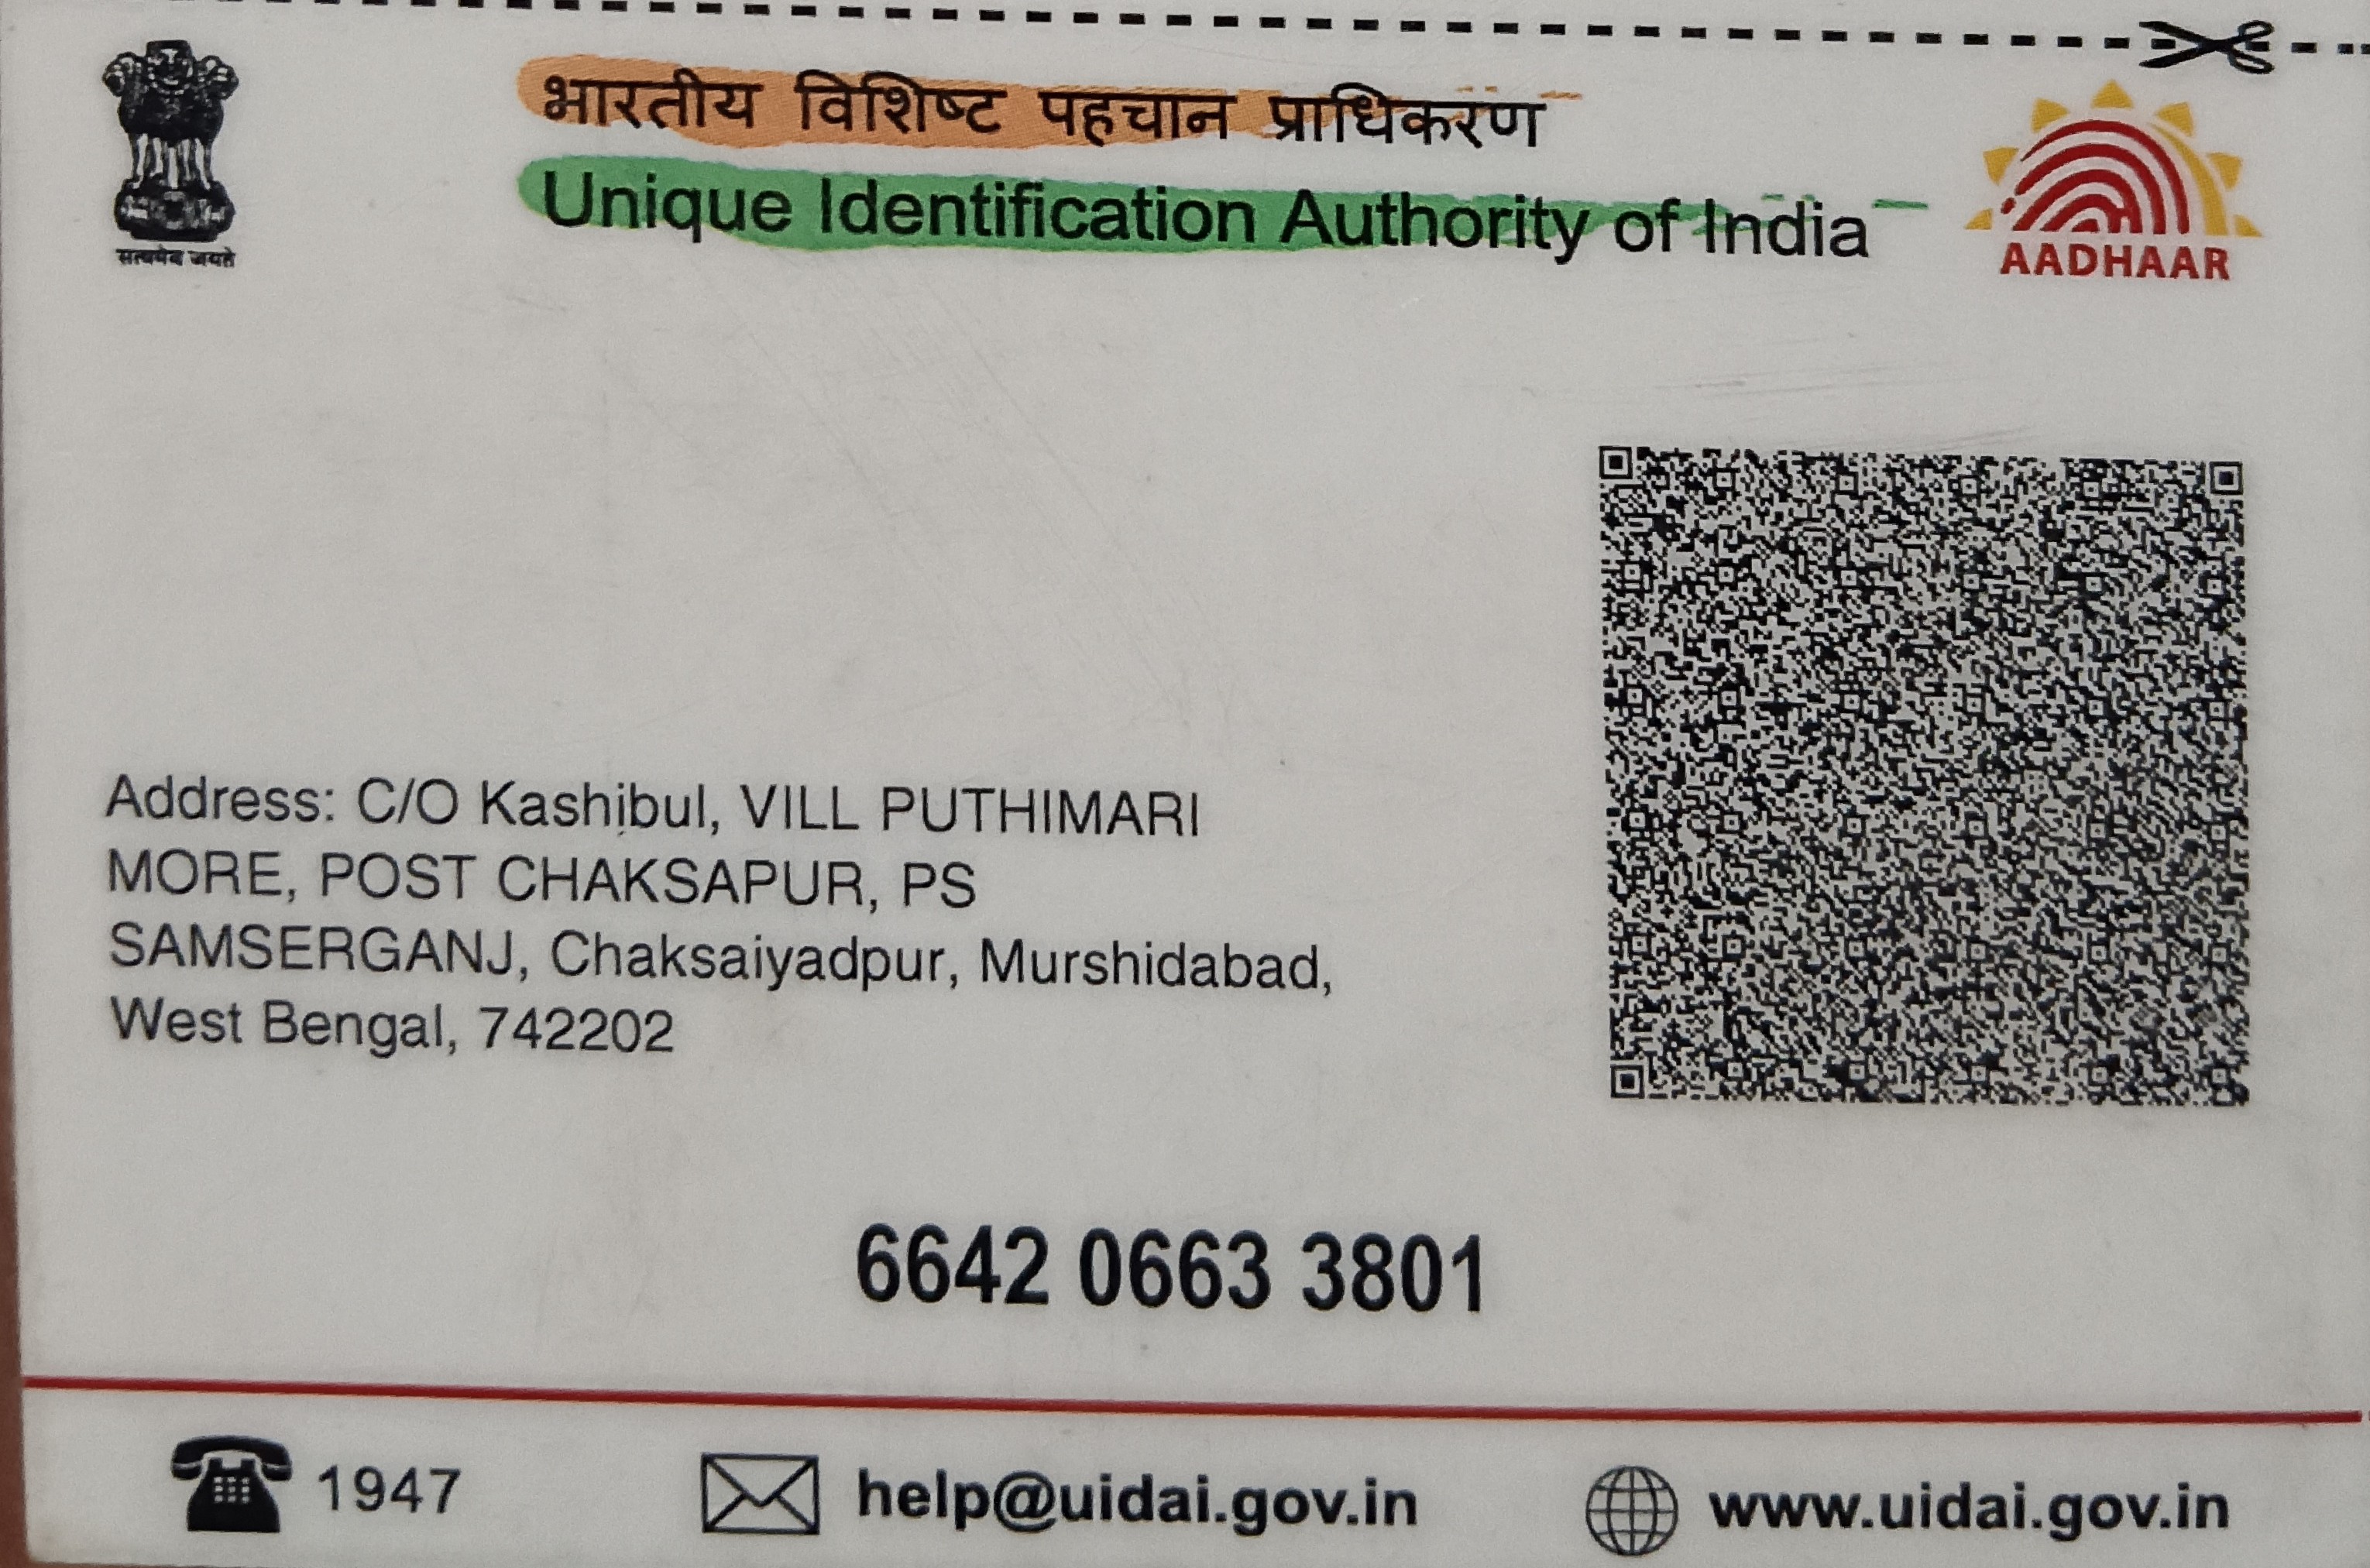 भारतीय विशिष्ट पहचान प्राधिकरण
Unique Identification Authority of India
सत्यमेव जयते
AADHAAR
Address: C/O Kashibul, VILL PUTHIMARI
MORE, POST CHAKSAPUR, PS
SAMSERGANJ, Chaksaiyadpur, Murshidabad,
West Bengal, 742202
6642 0663 3801
1947
help@uidai.gov.in
www.uidai.gov.in